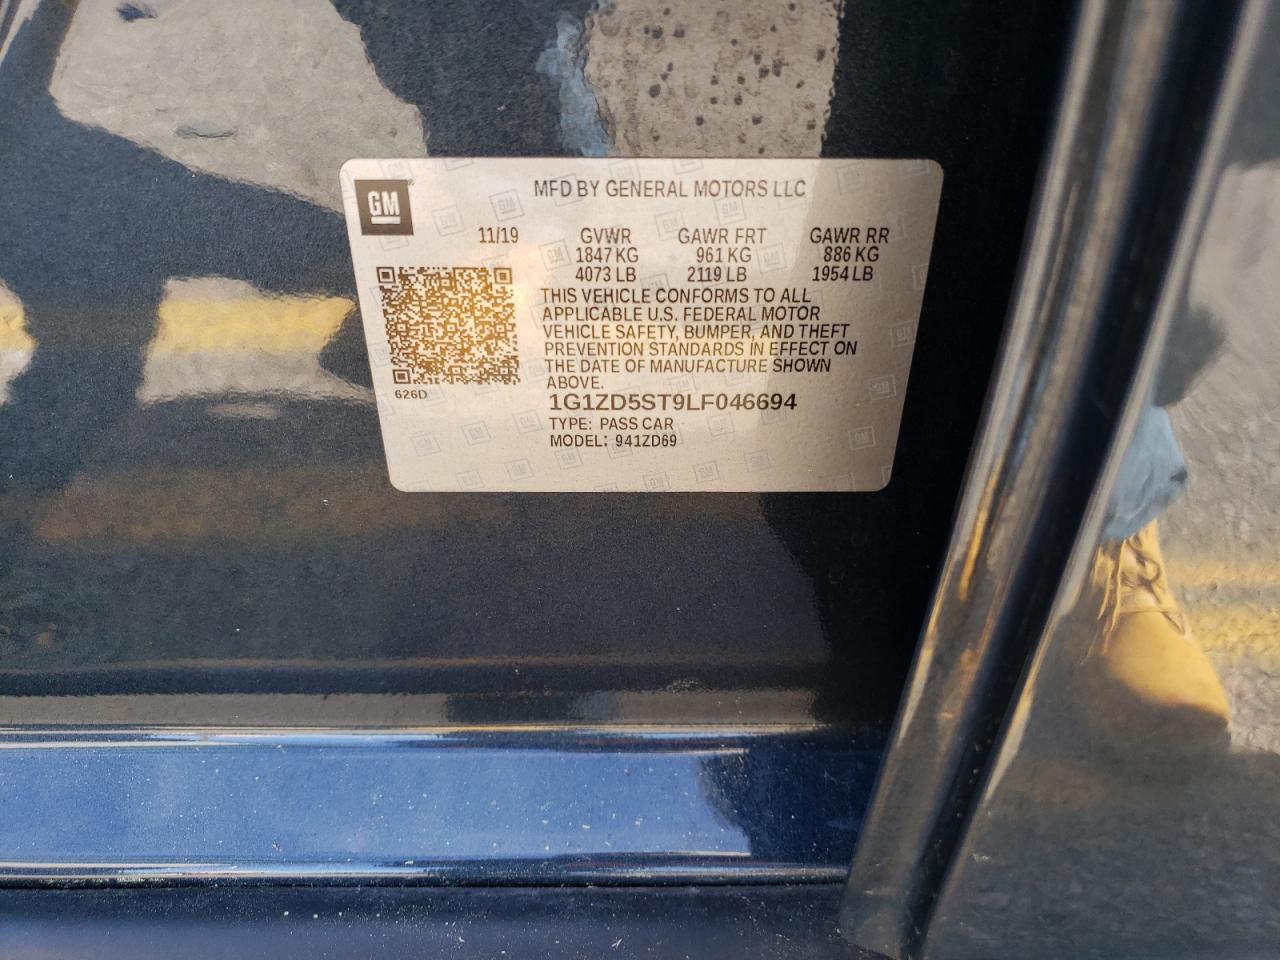 GM
MFD BY GENERAL MOTORS LLC
11/19 GVWR GAWR FRT GAWR RR
1847 KG 961 KG 886 KG
4073 LB 2119 LB 1954 LB
THIS VEHICLE CONFORMS TO ALL
APPLICABLE U.S. FEDERAL MOTOR
VEHICLE SAFETY, BUMPER, AND THEFT
PREVENTION STANDARDS IN EFFECT ON
THE DATE OF MANUFACTURE SHOWN
ABOVE.
626D
1G1ZD5ST9LF046694
TYPE: PASS CAR
MODEL: 941ZD69